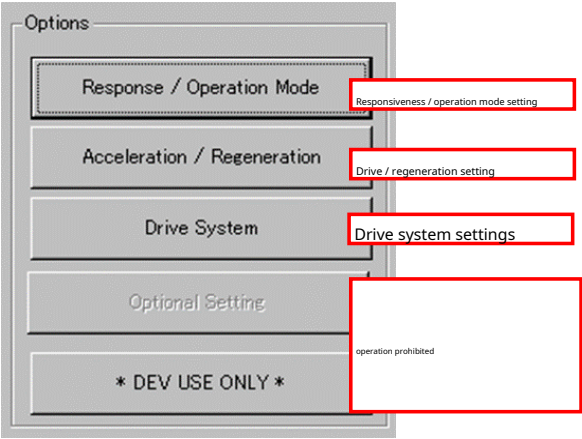 Options
Response / Operation Mode
Responsiveness / operation mode setting
Acceleration / Regeneration
Drive / regeneration setting
Drive System
Drive system settings
Optional Setting
operation prohibited
* DEV USE ONLY *